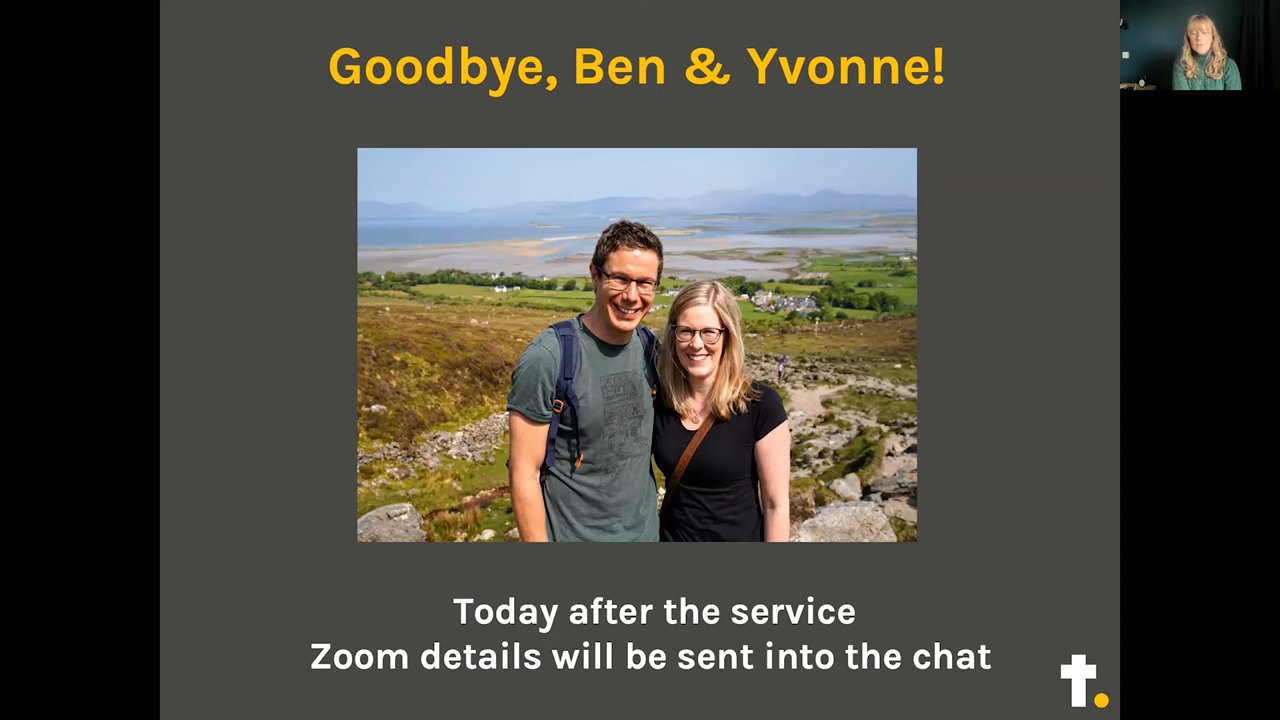 Goodbye, Ben & Yvonne!
Today after the service
Zoom details will be sent into the chat
t.